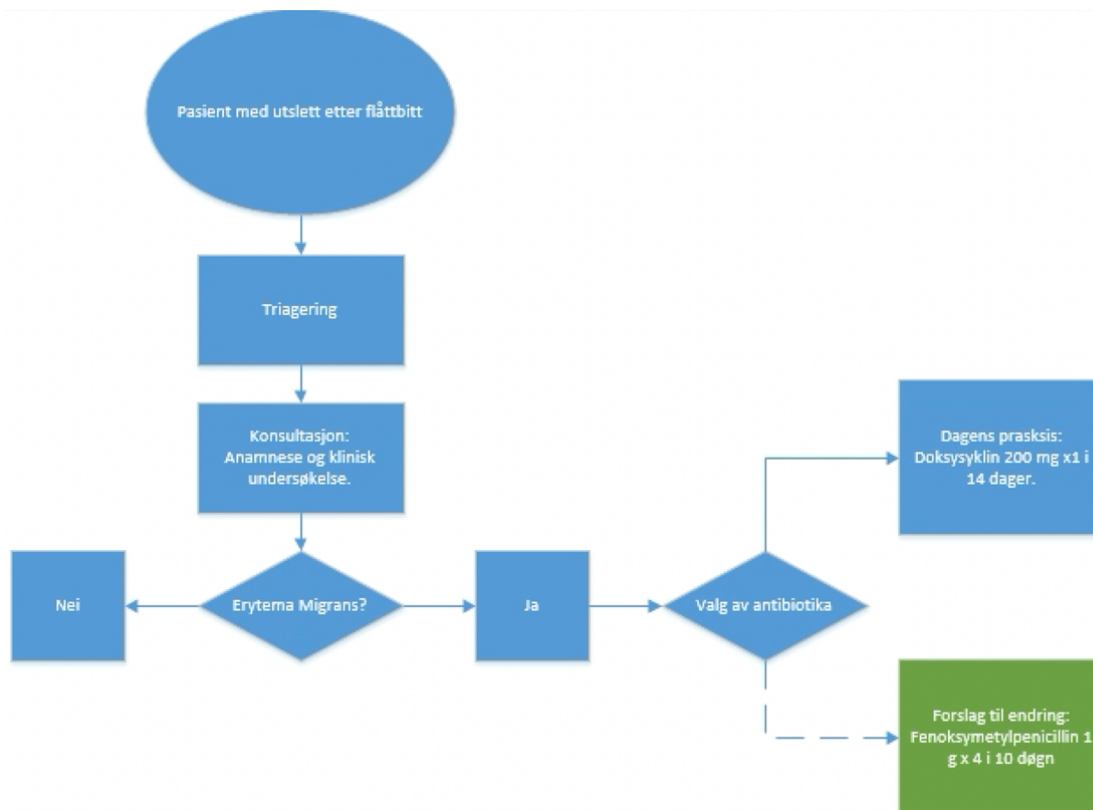 Pasient med utslett etter flåttbitt
Triagering
Konsultasjon:
Anamnese og klinisk
undersøkelse.
Nei
Erytema Migrans?
Ja
Valg av antibiotika
Dagens prasksis:
Doksysyklin 200 mg x1 i
14 dager.
Forslag til endring:
Fenoksymetylpenicillin 1
g x 4 i 10 døgn